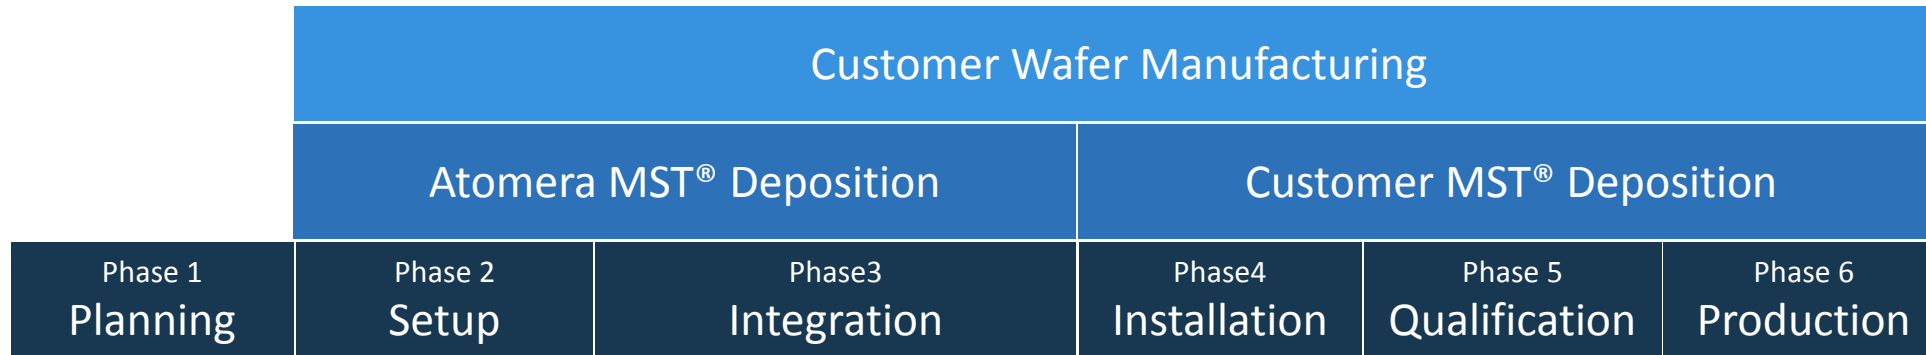 Customer Wafer Manufacturing
Atomera MST® Deposition
Customer MST® Deposition
Phase 1
Planning
Phase 2
Setup
Phase3
Integration
Phase4
Installation
Phase 5
Qualification
Phase 6
Production